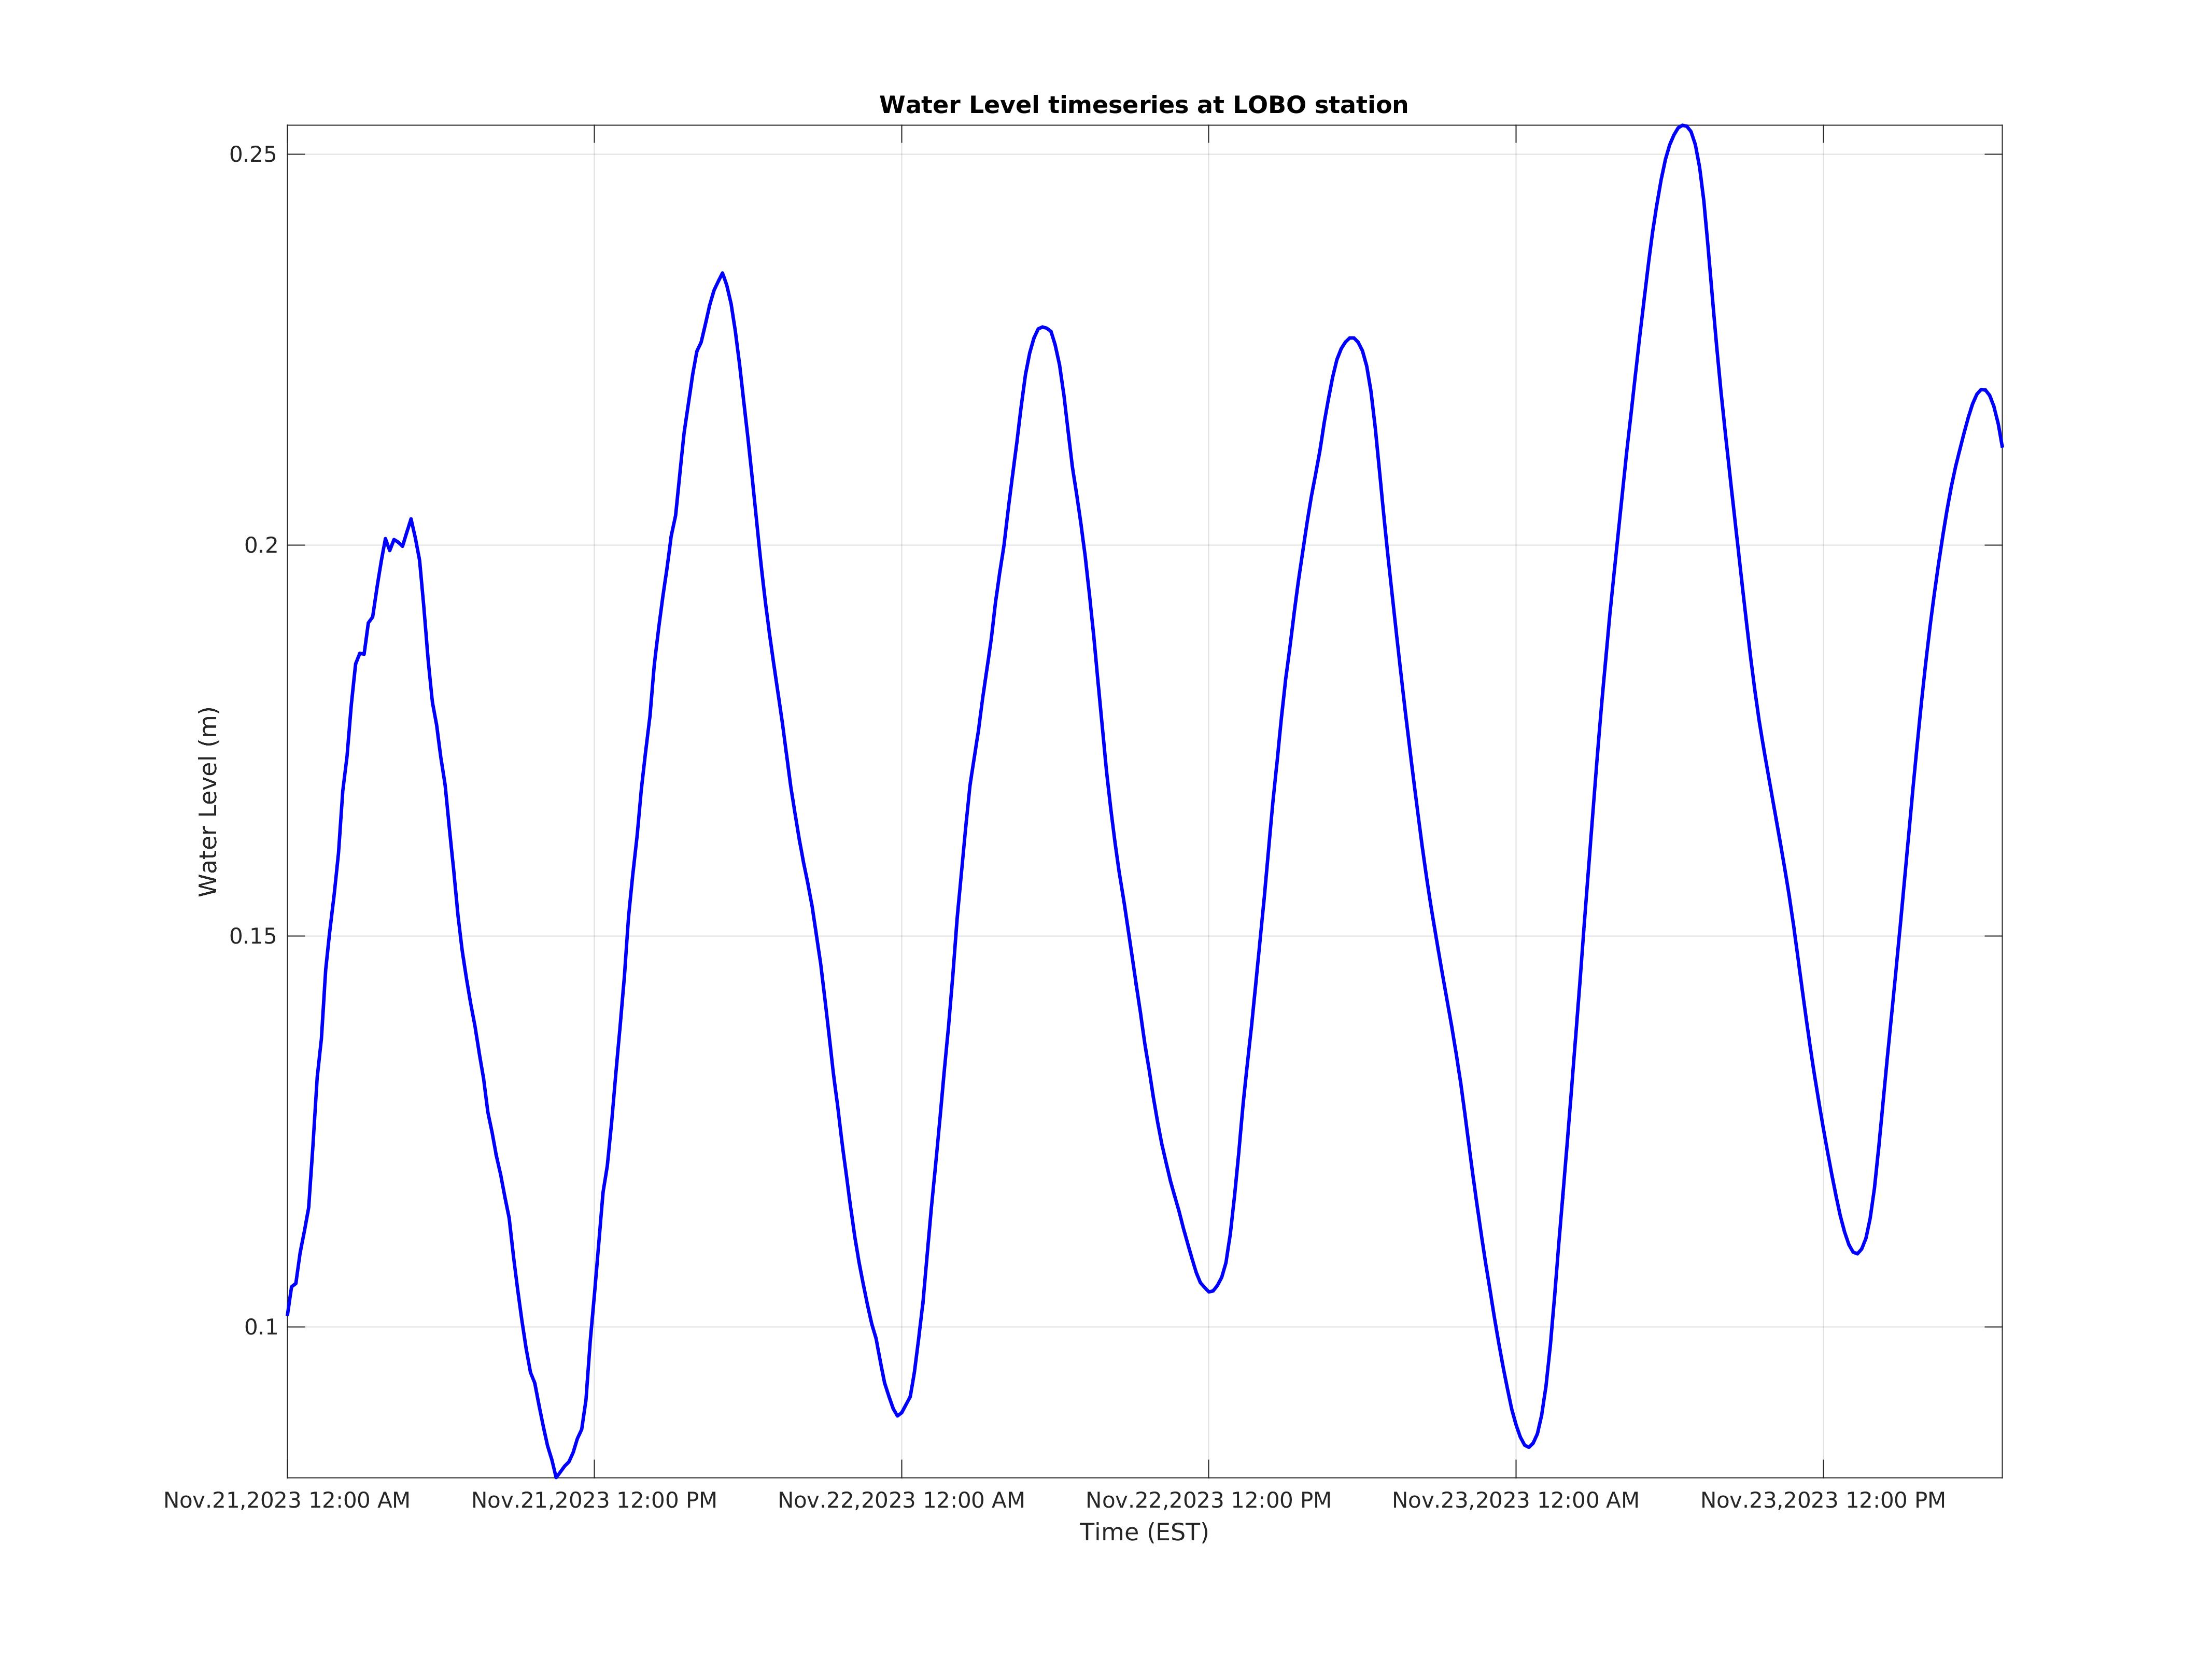 Water Level timeseries at LOBO station
0.25
0.2
0.15
0.1
Water Level (m)
Nov.21,2023 12:00 AM
Nov.21,2023 12:00 PM
Nov.22,2023 12:00 AM
Nov.22,2023 12:00 PM
Nov.23,2023 12:00 AM
Nov.23,2023 12:00 PM
Time (EST)